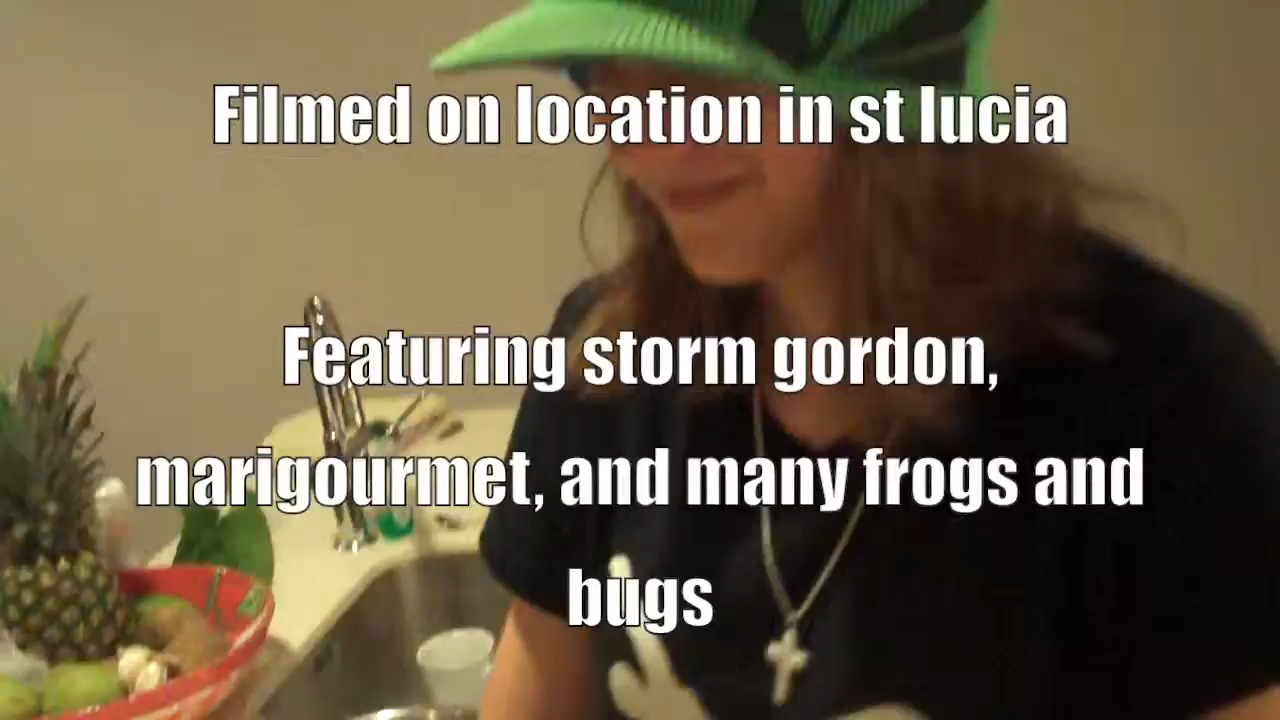 Filmed on location in st lucia
Featuring storm gordon,
marigourmet, and many frogs and
bugs